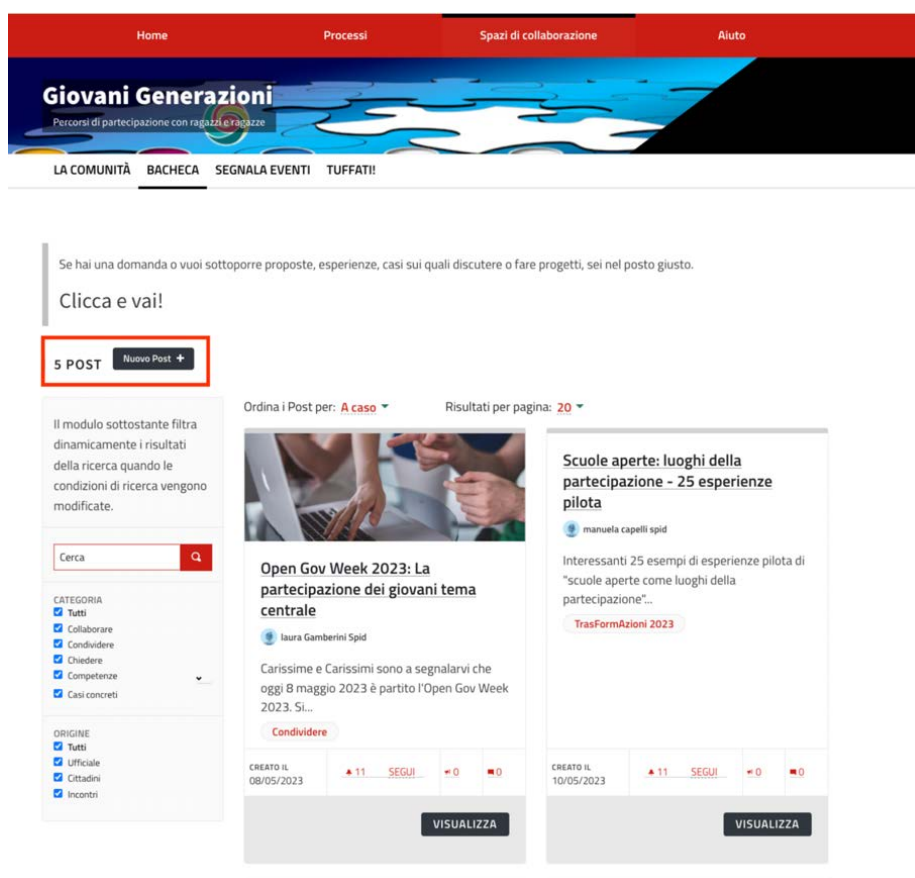 Home Processi Spazi di collaborazione Aiuto
Giovani Generazioni
Percorsi di partecipazione con ragazzi e ragazze
LA COMUNITÀ BACHECA SEGNALA EVENTI TUFFATI!
Se hai una domanda o vuoi sottoporre proposte, esperienze, casi sui quali discutere o fare progetti, sei nel posto giusto.
Clicca e vai!
5 POST Nuovo Post +
Il modulo sottostante filtra
dinamicamente i risultati
della ricerca quando le
condizioni di ricerca vengono
modificate.
Cerca
CATEGORIA
Tutti
Collaborare
Condividere
Chiedere
Competenze
Casi concreti
ORIGINE
Tutti
Ufficiale
Cittadini
Incontri
Ordina i Post per: A caso Risultati per pagina: 20
Open Gov Week 2023: La
partecipazione dei giovani tema
centrale
laura Gamberini Spid
Carissime e Carissimi sono a segnalarvi che
oggi 8 maggio 2023 è partito l'Open Gov Week
2023. Si...
Condividere
CREATO IL
08/05/2023 11 SEGUI 0 0
VISUALIZZA
Scuole aperte: luoghi della
partecipazione - 25 esperienze
pilota
manuela capelli spid
Interessanti 25 esempi di esperienze pilota di
"scuole aperte come luoghi della
partecipazione"...
TrasFormAzioni 2023
CREATO IL
10/05/2023 11 SEGUI 0 0
VISUALIZZA